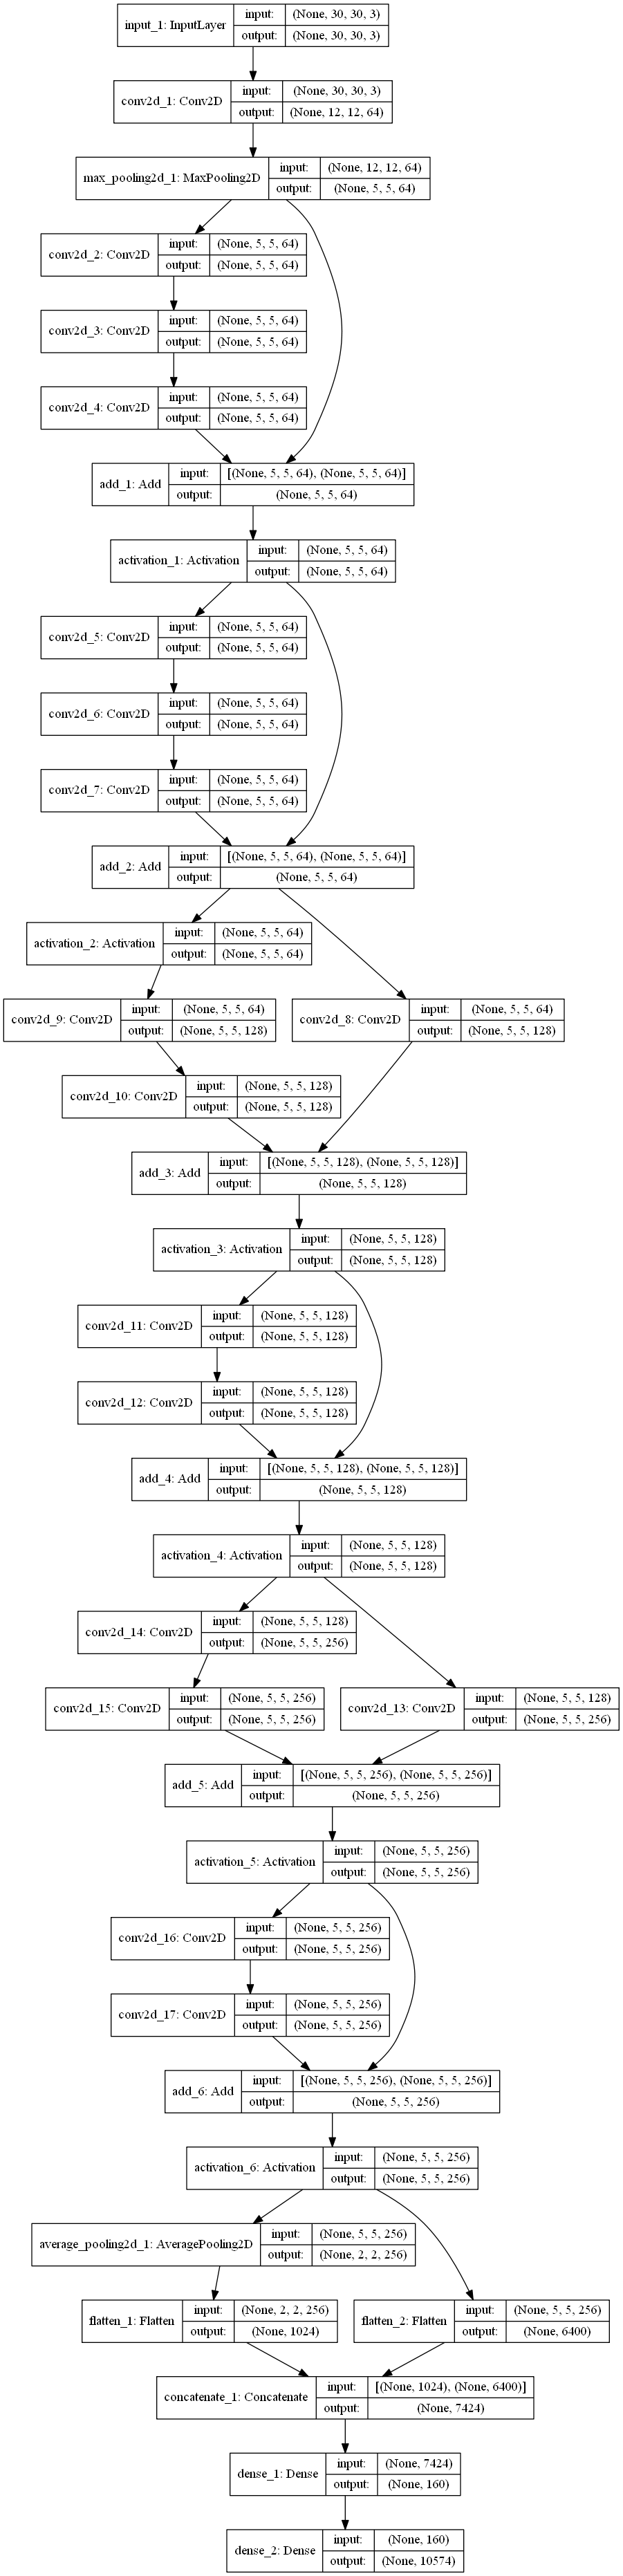 input_1: InputLayer input: (None, 30, 30, 3)
output: (None, 30, 30, 3)
conv2d_1: Conv2D input: (None, 30, 30, 3)
output: (None, 12, 12, 64)
max_pooling2d_1: MaxPooling2D input: (None, 12, 12, 64)
output: (None, 5, 5, 64)
conv2d_2: Conv2D input: (None, 5, 5, 64)
output: (None, 5, 5, 64)
conv2d_3: Conv2D input: (None, 5, 5, 64)
output: (None, 5, 5, 64)
conv2d_4: Conv2D input: (None, 5, 5, 64)
output: (None, 5, 5, 64)
add_1: Add input: [(None, 5, 5, 64), (None, 5, 5, 64)]
output: (None, 5, 5, 64)
activation_1: Activation input: (None, 5, 5, 64)
output: (None, 5, 5, 64)
conv2d_5: Conv2D input: (None, 5, 5, 64)
output: (None, 5, 5, 64)
conv2d_6: Conv2D input: (None, 5, 5, 64)
output: (None, 5, 5, 64)
conv2d_7: Conv2D input: (None, 5, 5, 64)
output: (None, 5, 5, 64)
add_2: Add input: [(None, 5, 5, 64), (None, 5, 5, 64)]
output: (None, 5, 5, 64)
activation_2: Activation input: (None, 5, 5, 64)
output: (None, 5, 5, 64)
conv2d_9: Conv2D input: (None, 5, 5, 64)
output: (None, 5, 5, 128)
conv2d_8: Conv2D input: (None, 5, 5, 64)
output: (None, 5, 5, 128)
conv2d_10: Conv2D input: (None, 5, 5, 128)
output: (None, 5, 5, 128)
add_3: Add input: [(None, 5, 5, 128), (None, 5, 5, 128)]
output: (None, 5, 5, 128)
activation_3: Activation input: (None, 5, 5, 128)
output: (None, 5, 5, 128)
conv2d_11: Conv2D input: (None, 5, 5, 128)
output: (None, 5, 5, 128)
conv2d_12: Conv2D input: (None, 5, 5, 128)
output: (None, 5, 5, 128)
add_4: Add input: [(None, 5, 5, 128), (None, 5, 5, 128)]
output: (None, 5, 5, 128)
activation_4: Activation input: (None, 5, 5, 128)
output: (None, 5, 5, 128)
conv2d_14: Conv2D input: (None, 5, 5, 128)
output: (None, 5, 5, 256)
conv2d_15: Conv2D input: (None, 5, 5, 256)
output: (None, 5, 5, 256)
conv2d_13: Conv2D input: (None, 5, 5, 128)
output: (None, 5, 5, 256)
add_5: Add input: [(None, 5, 5, 256), (None, 5, 5, 256)]
output: (None, 5, 5, 256)
activation_5: Activation input: (None, 5, 5, 256)
output: (None, 5, 5, 256)
conv2d_16: Conv2D input: (None, 5, 5, 256)
output: (None, 5, 5, 256)
conv2d_17: Conv2D input: (None, 5, 5, 256)
output: (None, 5, 5, 256)
add_6: Add input: [(None, 5, 5, 256), (None, 5, 5, 256)]
output: (None, 5, 5, 256)
activation_6: Activation input: (None, 5, 5, 256)
output: (None, 5, 5, 256)
average_pooling2d_1: AveragePooling2D input: (None, 5, 5, 256)
output: (None, 2, 2, 256)
flatten_1: Flatten input: (None, 2, 2, 256)
output: (None, 1024)
flatten_2: Flatten input: (None, 5, 5, 256)
output: (None, 6400)
concatenate_1: Concatenate input: [(None, 1024), (None, 6400)]
output: (None, 7424)
dense_1: Dense input: (None, 7424)
output: (None, 160)
dense_2: Dense input: (None, 160)
output: (None, 10574)